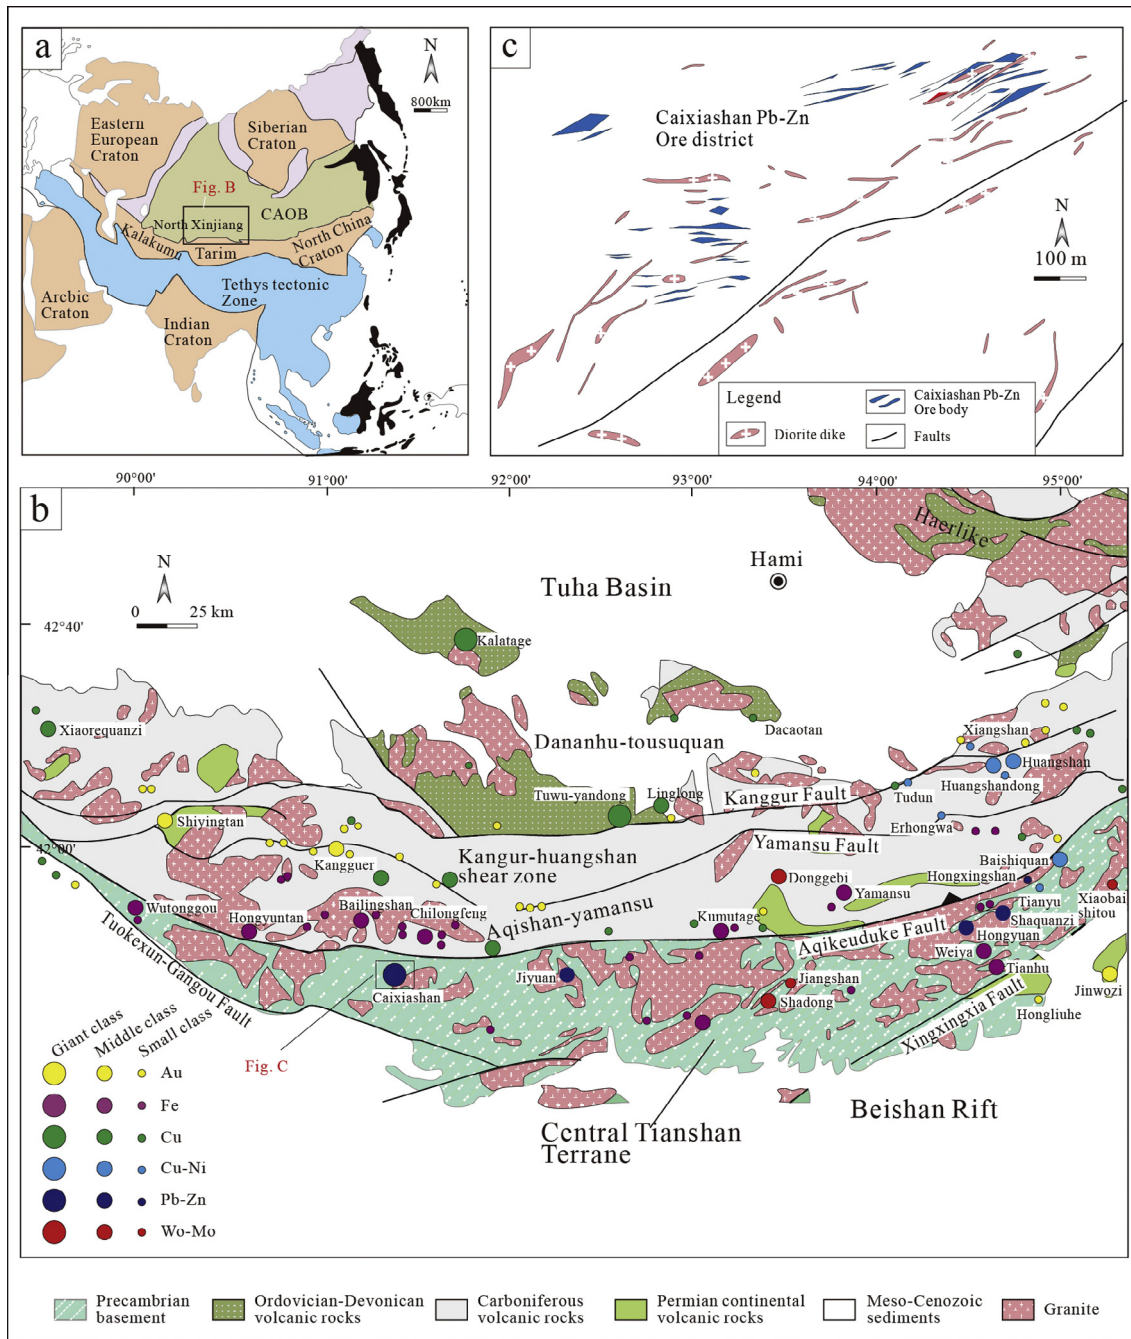 a
N
800km
Eastern
European
Craton
Siberian
Craton
Fig. B
CAOB
North Xinjiang
Kalakumn
Tarim
North China
Craton
Tethys tectonic
Zone
Arcbic
Craton
Indian
Craton
c
Caixiashan Pb-Zn
Ore district
N
100 m
Legend
Diorite dike
Caixiashan Pb-Zn
Ore body
Faults
90°00'
91°00'
92°00'
93°00'
94°00'
95°00'
b
N
0 25 km
42°40'
42°00'
Haerlike
Hami
Tuha Basin
Kalatage
Xiaorequanzi
Dacaotan
Dananhu-tousuquan
Xiangshan
Huangshan
Huangshandong
Tudun
Tuwu-yandong
Linglong
Kanggur Fault
Erhongwa
Shiyingtan
Kangguer
Kangur-huangshan
shear zone
Yamansu Fault
Baishiquan
Hongxingshan
Donggebi
Yamansu
Tianyu
Xiaobai
shitou
Wutonggou
Hongyuntan
Bailingshan
Chilongfeng
Aqishan-yamansu
Kumutage
Aqikeuduke Fault
Shaquanzi
Hongyuan
Weiya
Tianhu
Jinwozi
Tuokexun-Gangou Fault
Caixiashan
Jiyuan
Jiangshan
Shadong
Xingxingxia Fault
Hongliuhe
Fig. C
Giant class
Middle class
Small class
Au
Fe
Cu
Cu-Ni
Pb-Zn
Wo-Mo
Central Tianshan
Terrane
Beishan Rift
Precambrian
basement
Ordovician-Devonican
volcanic rocks
Carboniferous
volcanic rocks
Permian continental
volcanic rocks
Meso-Cenozoic
sediments
Granite